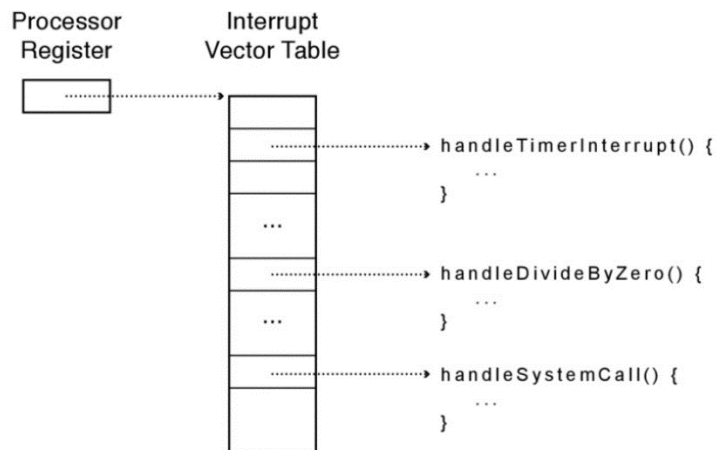 Processor
Register
Interrupt
Vector Table
handleTimerInterrupt() {
...
}
...
handleDivideByZero() {
...
}
...
handleSystemCall() {
...
}